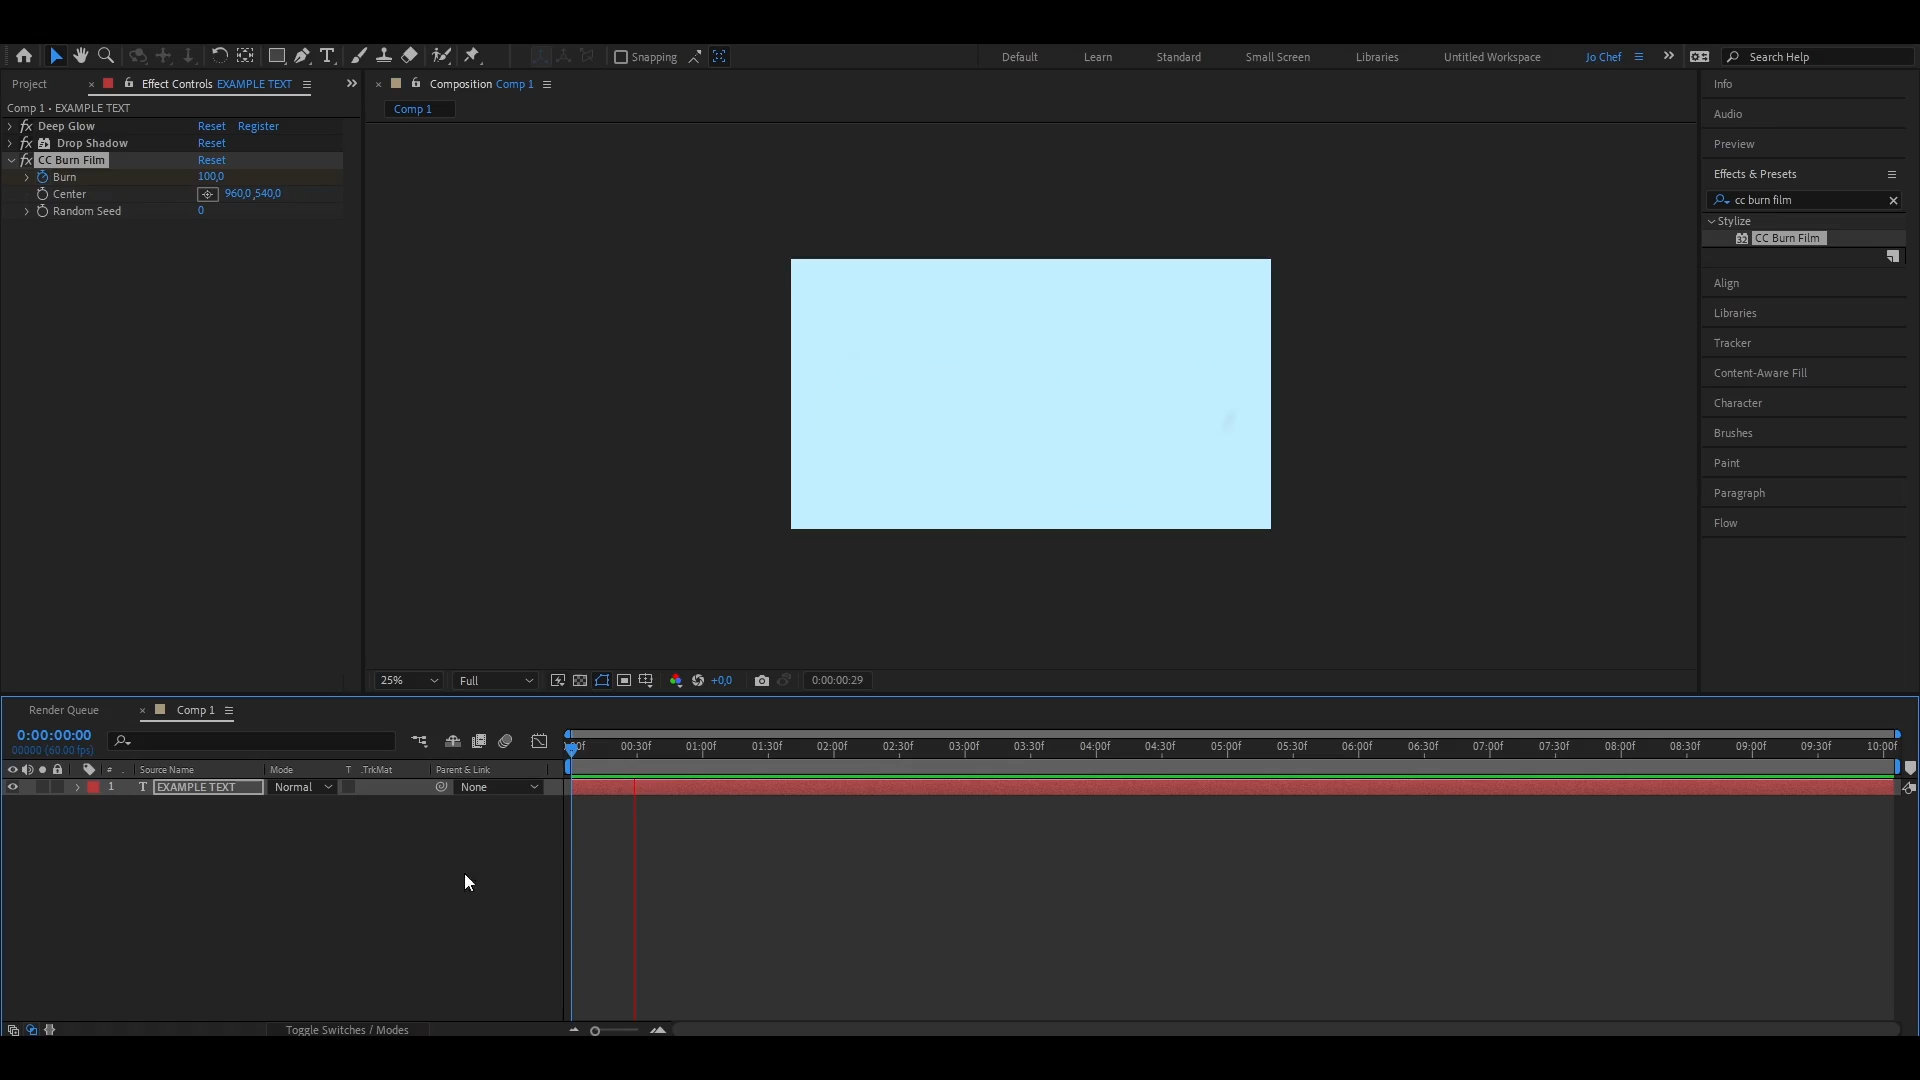 Snapping
Default
Learn
Standard
Small Screen
Libraries
Untitled Workspace
Jo Chef
Search Help
Project
Effect Controls EXAMPLE TEXT
Composition Comp 1
Info
Comp 1 • EXAMPLE TEXT
Comp 1
Audio
fx Deep Glow Reset Register
fx Drop Shadow Reset
Preview
fx CC Burn Film Reset
Burn 100,0
Effects & Presets
Center 960,0 ,540,0
cc burn film
Random Seed 0
Stylize
32 CC Burn Film
Align
Libraries
Tracker
Content-Aware Fill
Character
Brushes
Paint
Paragraph
Flow
25% Full +0,0 0:00:00:29
Render Queue
Comp 1
0:00:00:00
00000 (60.00 fps)
00f 00:30f 01:00f 01:30f 02:00f 02:30f 03:00f 03:30f 04:00f 04:30f 05:00f 05:30f 06:00f 06:30f 07:00f 07:30f 08:00f 08:30f 09:00f 09:30f 10:00f
# . Source Name Mode T .TrkMat Parent & Link
1 T EXAMPLE TEXT Normal None
Toggle Switches / Modes